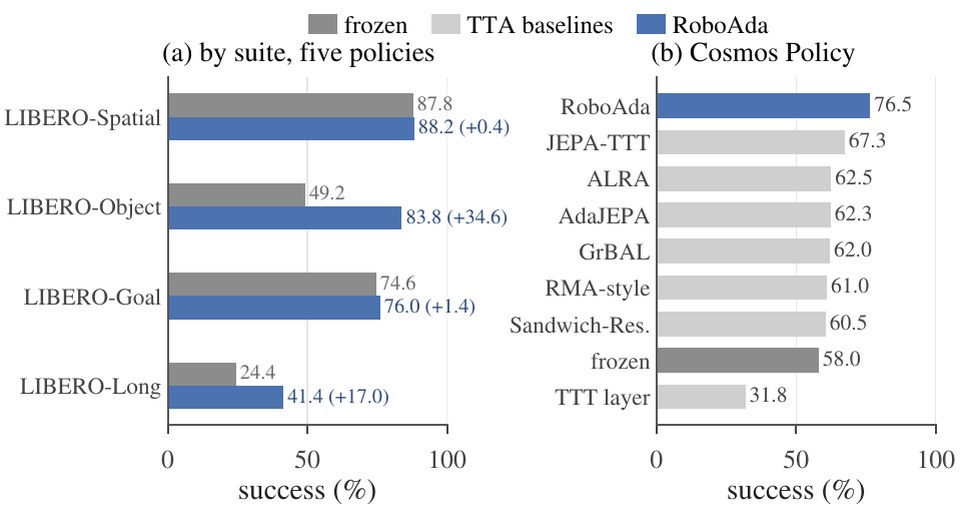 frozen TTA baselines RoboAda
(a) by suite, five policies
LIBERO-Spatial 87.8
88.2 (+0.4)
LIBERO-Object 49.2
83.8 (+34.6)
LIBERO-Goal 74.6
76.0 (+1.4)
LIBERO-Long 24.4
41.4 (+17.0)
0 50 100
success (%)
(b) Cosmos Policy
RoboAda 76.5
JEPA-TTT 67.3
ALRA 62.5
AdaJEPA 62.3
GrBAL 62.0
RMA-style 61.0
Sandwich-Res. 60.5
frozen 58.0
TTT layer 31.8
0 50 100
success (%)